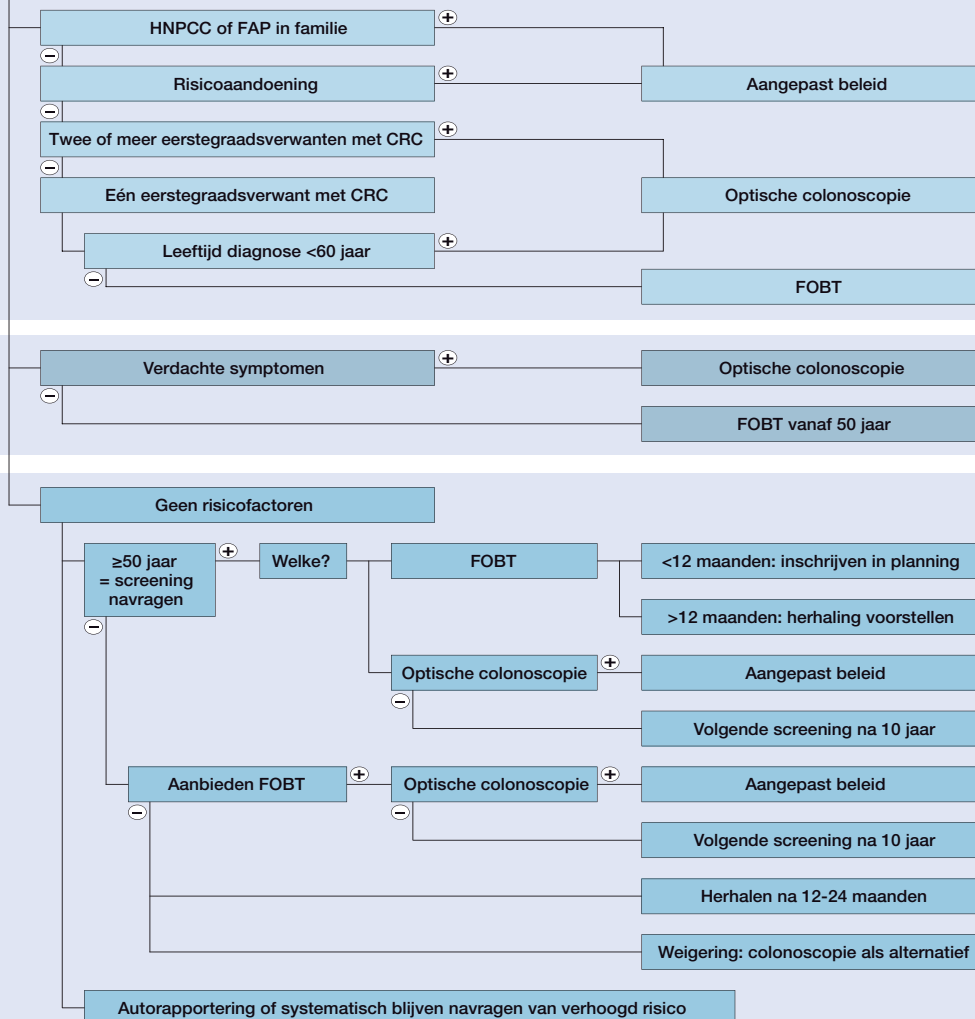 HNPCC of FAP in familie
+
−
Risicoaandoening
+
Aangepast beleid
−
Twee of meer eerstegraadsverwanten met CRC
+
−
Eén eerstegraadsverwant met CRC
Optische colonoscopie
Leeftijd diagnose <60 jaar
+
−
FOBT
Verdachte symptomen
+
Optische colonoscopie
−
FOBT vanaf 50 jaar
Geen risicofactoren
≥50 jaar
= screening
navragen
+
−
Welke?
FOBT
<12 maanden: inschrijven in planning
>12 maanden: herhaling voorstellen
Optische colonoscopie
+
Aangepast beleid
−
Volgende screening na 10 jaar
Aanbieden FOBT
+
Optische colonoscopie
+
Aangepast beleid
−
−
Volgende screening na 10 jaar
Herhalen na 12-24 maanden
Weigering: colonoscopie als alternatief
Autorapportering of systematisch blijven navragen van verhoogd risico